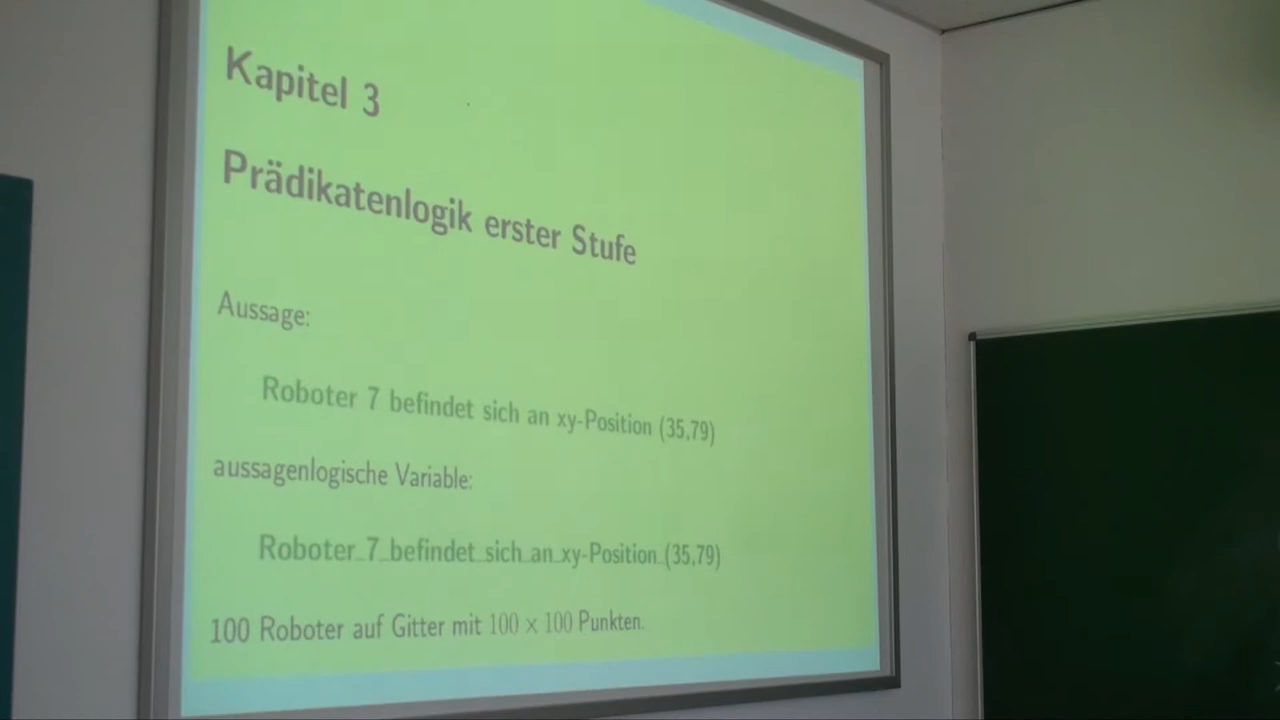 Kapitel 3
Prädikatenlogik erster Stufe
Aussage:
Roboter 7 befindet sich an xy-Position (35,79)
aussagenlogische Variable:
Roboter_7_befindet_sich_an_xy-Position_(35,79)
100 Roboter auf Gitter mit 100 × 100 Punkten.